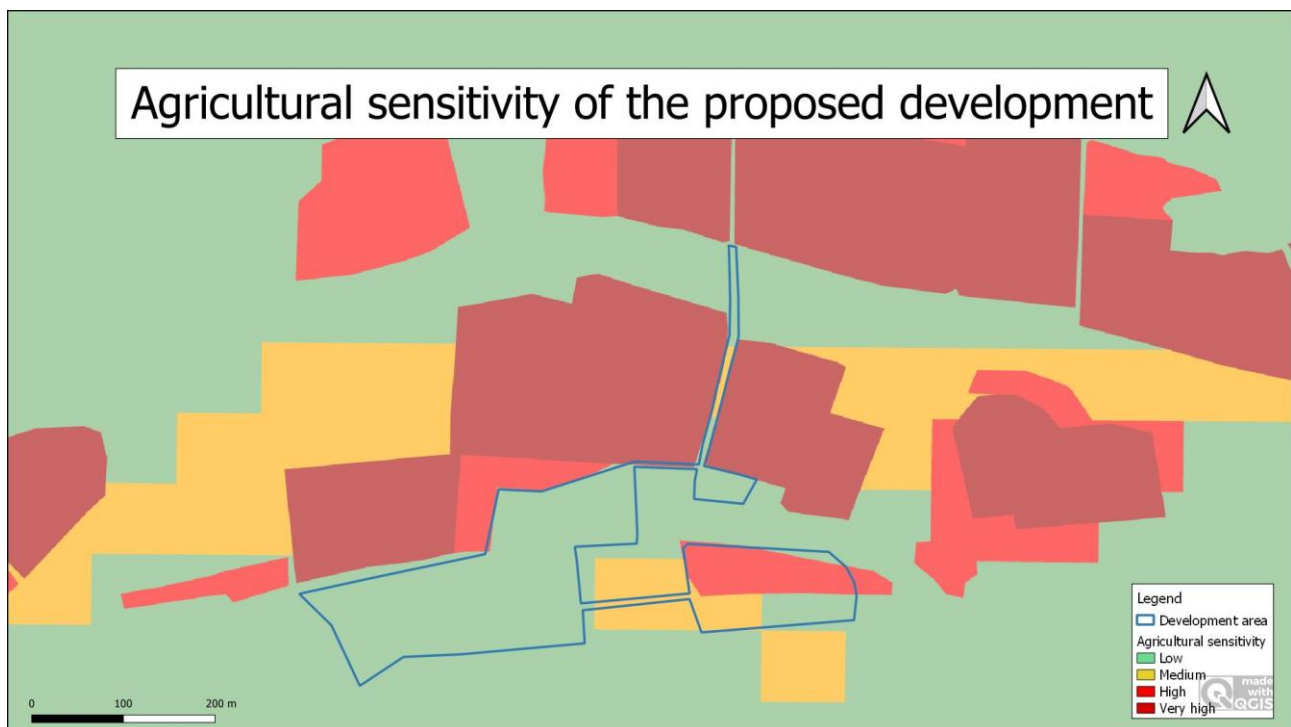 Agricultural sensitivity of the proposed development
Legend
Development area
Agricultural sensitivity
Low
Medium
High
Very high
made
with
QGIS
0 100 200 m